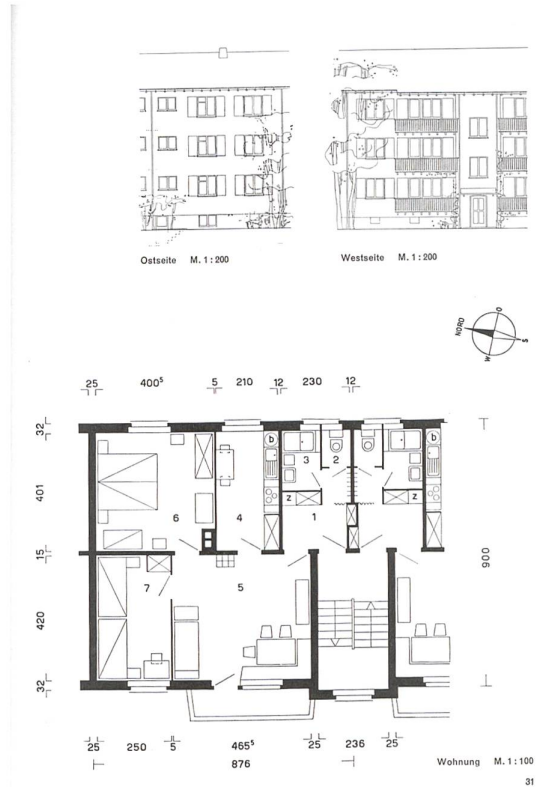 Ostseite M. 1 : 200
Westseite M. 1 : 200
NORD
O
S
W
25 400⁵ 5 210 12 230 12
32
401
15
420
32
900
b
b
3
2
z
z
6
4
1
7
5
25 250 5 465⁵ 25 236 25
876
Wohnung M. 1 : 100
31